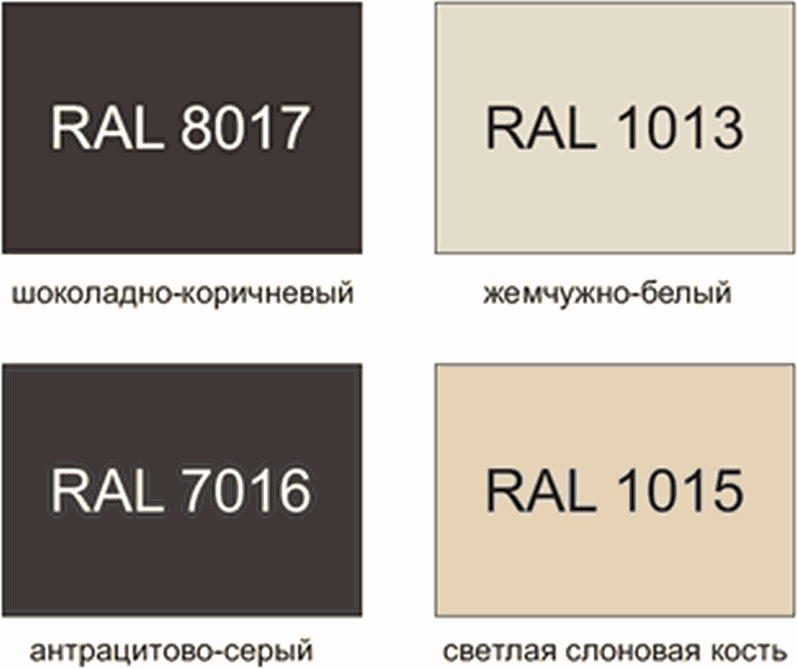 RAL 8017
RAL 1013
шоколадно-коричневый
жемчужно-белый
RAL 7016
RAL 1015
антрацитово-серый
светлая слоновая кость